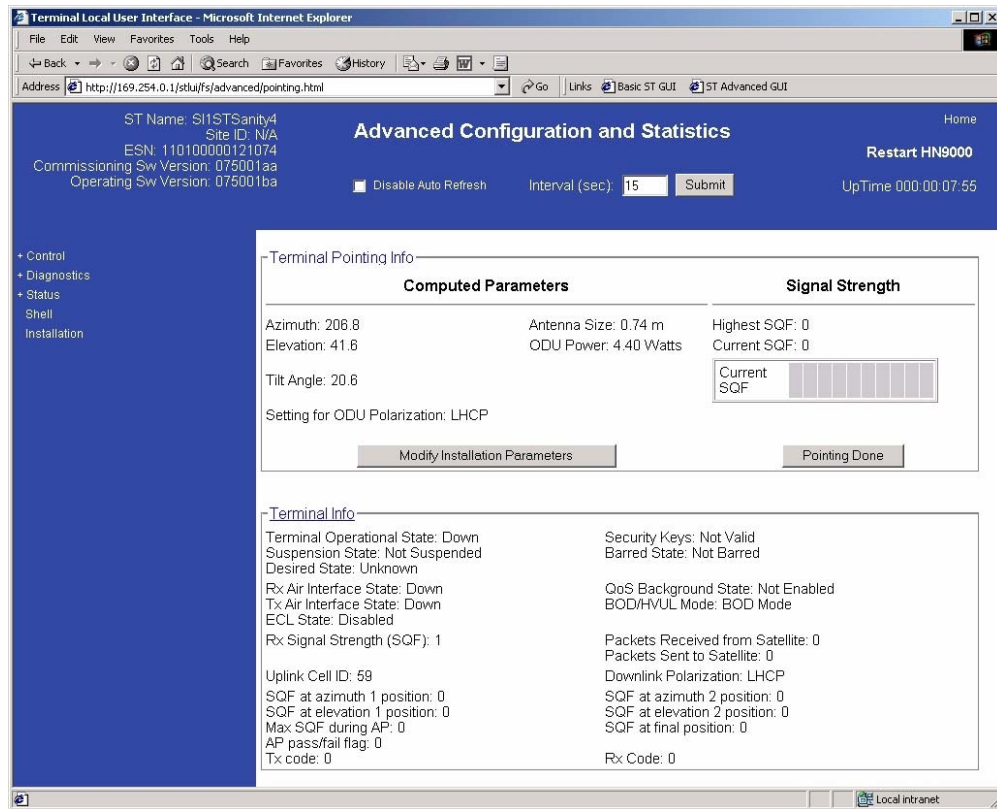 Terminal Local User Interface - Microsoft Internet Explorer
File Edit View Favorites Tools Help
Back Search Favorites History
Address http://169.254.0.1/stlui/fs/advanced/pointing.html Go Links Basic ST GUI ST Advanced GUI
ST Name: SI1STSanity4
Site ID: N/A
ESN: 110100000121074
Commissioning Sw Version: 075001aa
Operating Sw Version: 075001ba
Advanced Configuration and Statistics
Disable Auto Refresh Interval (sec): 15 Submit
Home
Restart HN9000
UpTime 000:00:07:55
+ Control
+ Diagnostics
+ Status
Shell
Installation
Terminal Pointing Info
Computed Parameters Signal Strength
Azimuth: 206.8 Antenna Size: 0.74 m Highest SQF: 0
Elevation: 41.6 ODU Power: 4.40 Watts Current SQF: 0
Tilt Angle: 20.6 Current
SQF
Setting for ODU Polarization: LHCP
Modify Installation Parameters Pointing Done
Terminal Info
Terminal Operational State: Down Security Keys: Not Valid
Suspension State: Not Suspended Barred State: Not Barred
Desired State: Unknown
Rx Air Interface State: Down QoS Background State: Not Enabled
Tx Air Interface State: Down BOD/HVUL Mode: BOD Mode
ECL State: Disabled
Rx Signal Strength (SQF): 1 Packets Received from Satellite: 0
Packets Sent to Satellite: 0
Uplink Cell ID: 59 Downlink Polarization: LHCP
SQF at azimuth 1 position: 0 SQF at azimuth 2 position: 0
SQF at elevation 1 position: 0 SQF at elevation 2 position: 0
Max SQF during AP: 0 SQF at final position: 0
AP pass/fail flag: 0
Tx code: 0 Rx Code: 0
Local intranet